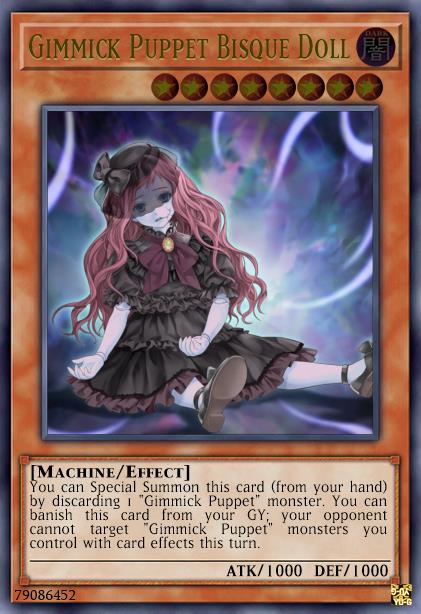 GIMMICK PUPPET BISQUE DOLL
DARK
闇
[MACHINE/EFFECT]
You can Special Summon this card (from your hand)
by discarding 1 "Gimmick Puppet" monster. You can
banish this card from your GY; your opponent
cannot target "Gimmick Puppet" monsters you
control with card effects this turn.
ATK/1000 DEF/1000
79086452